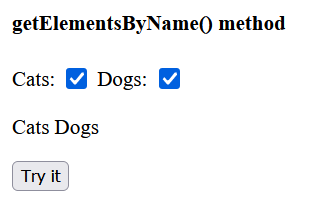 getElementsByName() method
Cats: Dogs:
Cats Dogs
Try it